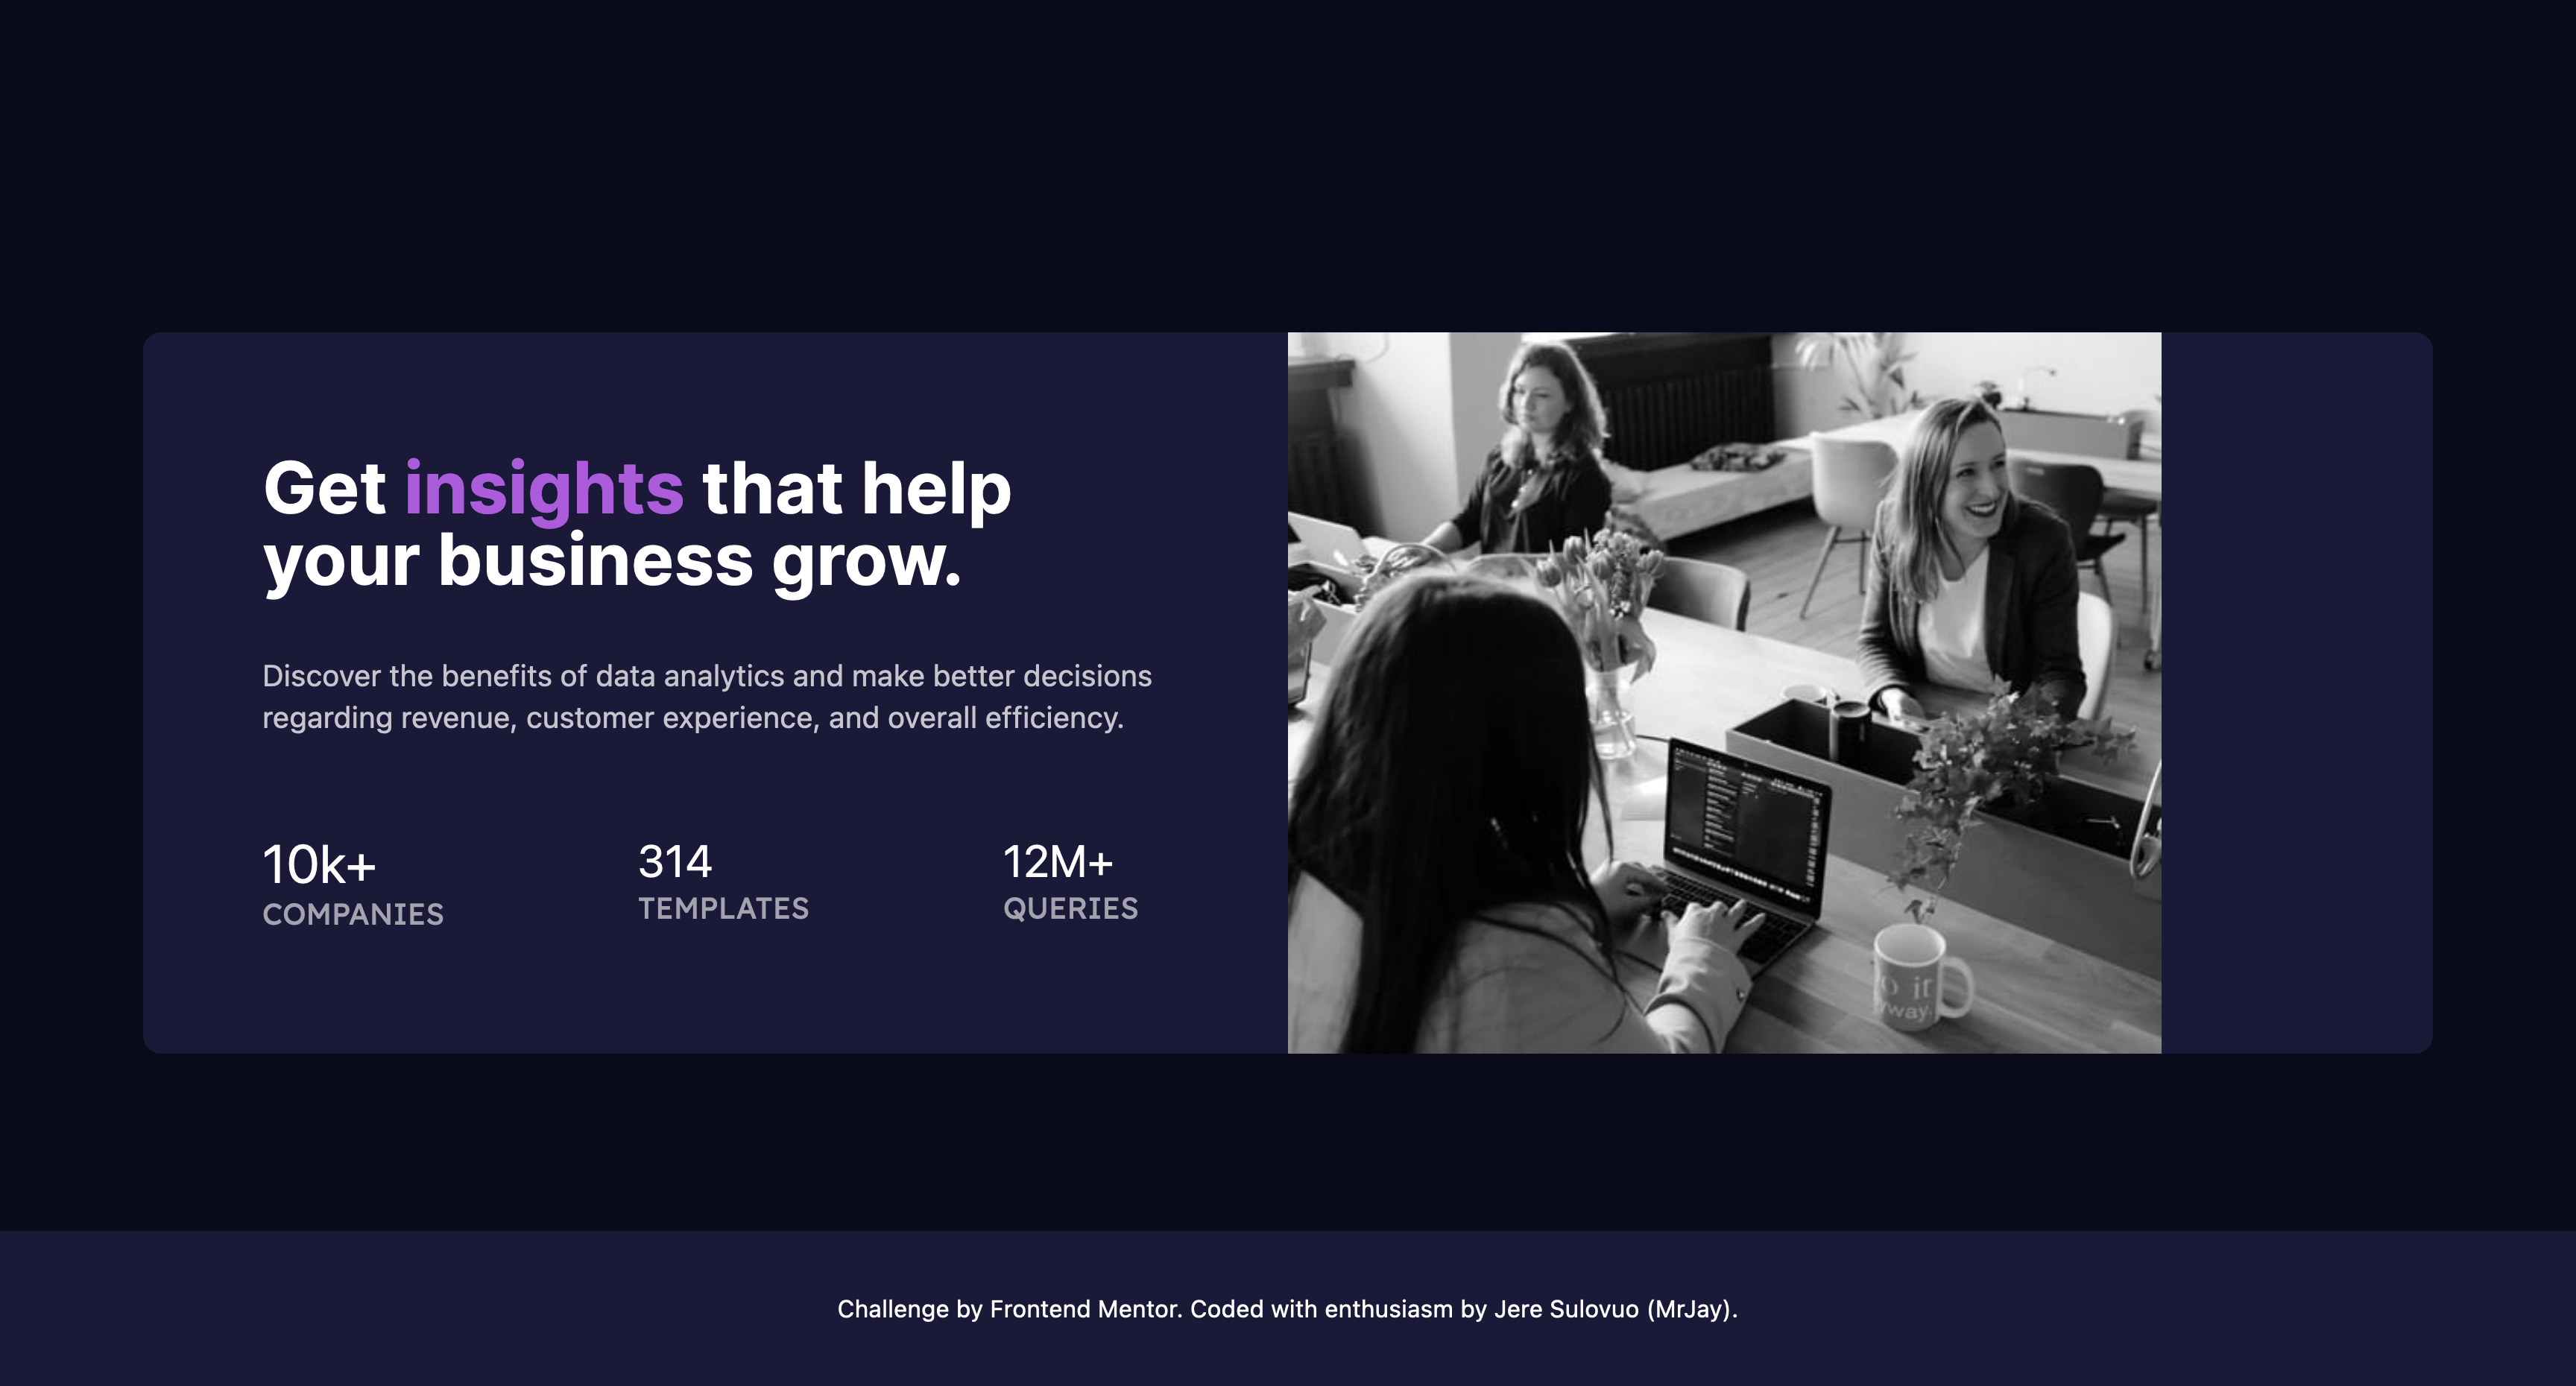 Get insights that help
your business grow.
Discover the benefits of data analytics and make better decisions
regarding revenue, customer experience, and overall efficiency.
10k+
COMPANIES
314
TEMPLATES
12M+
QUERIES
o it
yway.
Challenge by Frontend Mentor. Coded with enthusiasm by Jere Sulovuo (MrJay).